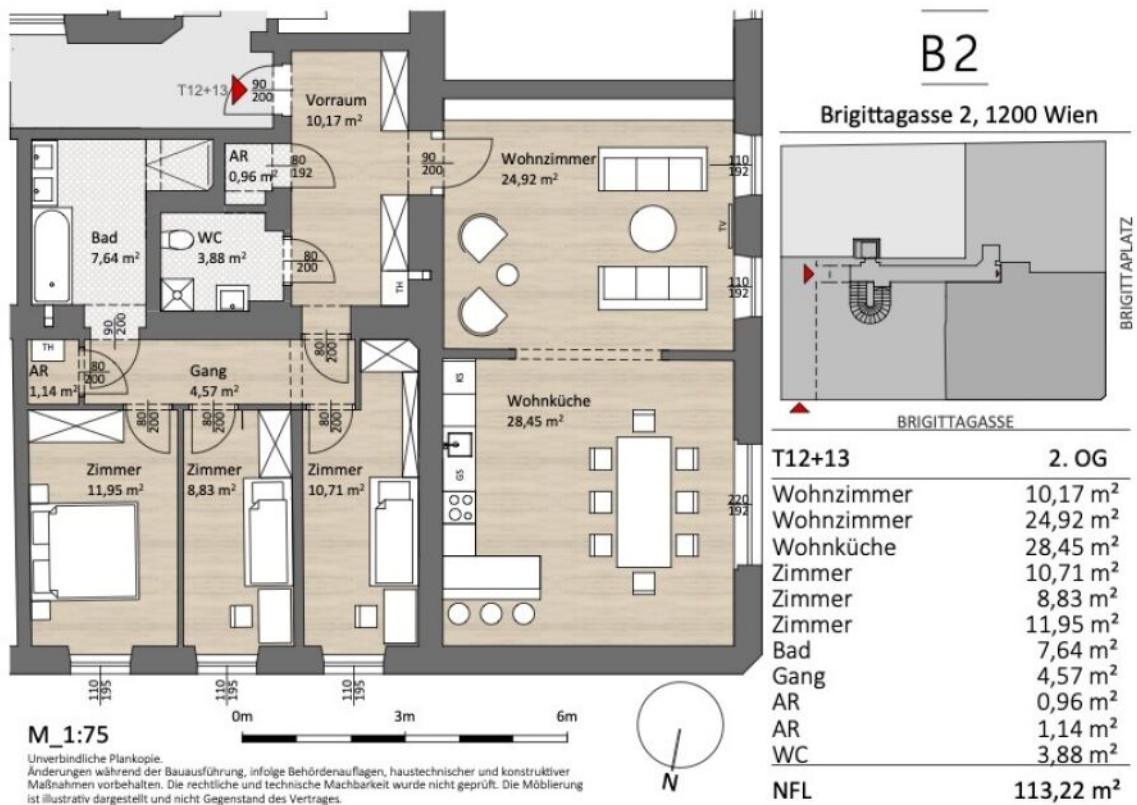 T12+13
90
200
Vorraum
10,17 m²
AR
0,96 m²
80
192
90
200
Wohnzimmer
24,92 m²
110
192
TV
110
192
Bad
7,64 m²
WC
3,88 m²
80
200
TH
90
200
80
200
TH
AR
1,14 m²
80
200
Gang
4,57 m²
80
200
80
200
80
200
KS
GS
Wohnküche
28,45 m²
220
192
Zimmer
11,95 m²
Zimmer
8,83 m²
Zimmer
10,71 m²
110
195
110
195
110
195
0m 3m 6m
M_1:75
Unverbindliche Plankopie.
Änderungen während der Bauausführung, infolge Behördenauflagen, haustechnischer und konstruktiver
Maßnahmen vorbehalten. Die rechtliche und technische Machbarkeit wurde nicht geprüft. Die Möblierung
ist illustrativ dargestellt und nicht Gegenstand des Vertrages.
N
B2
Brigittagasse 2, 1200 Wien
BRIGITTAPLATZ
BRIGITTAGASSE
T12+13 2. OG
Wohnzimmer 10,17 m²
Wohnzimmer 24,92 m²
Wohnküche 28,45 m²
Zimmer 10,71 m²
Zimmer 8,83 m²
Zimmer 11,95 m²
Bad 7,64 m²
Gang 4,57 m²
AR 0,96 m²
AR 1,14 m²
WC 3,88 m²
NFL 113,22 m²